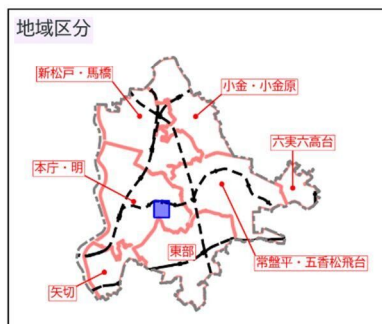 地域区分
新松戸・馬橋
小金・小金原
六実六高台
本庁・明
東部
常盤平・五香松飛台
矢切